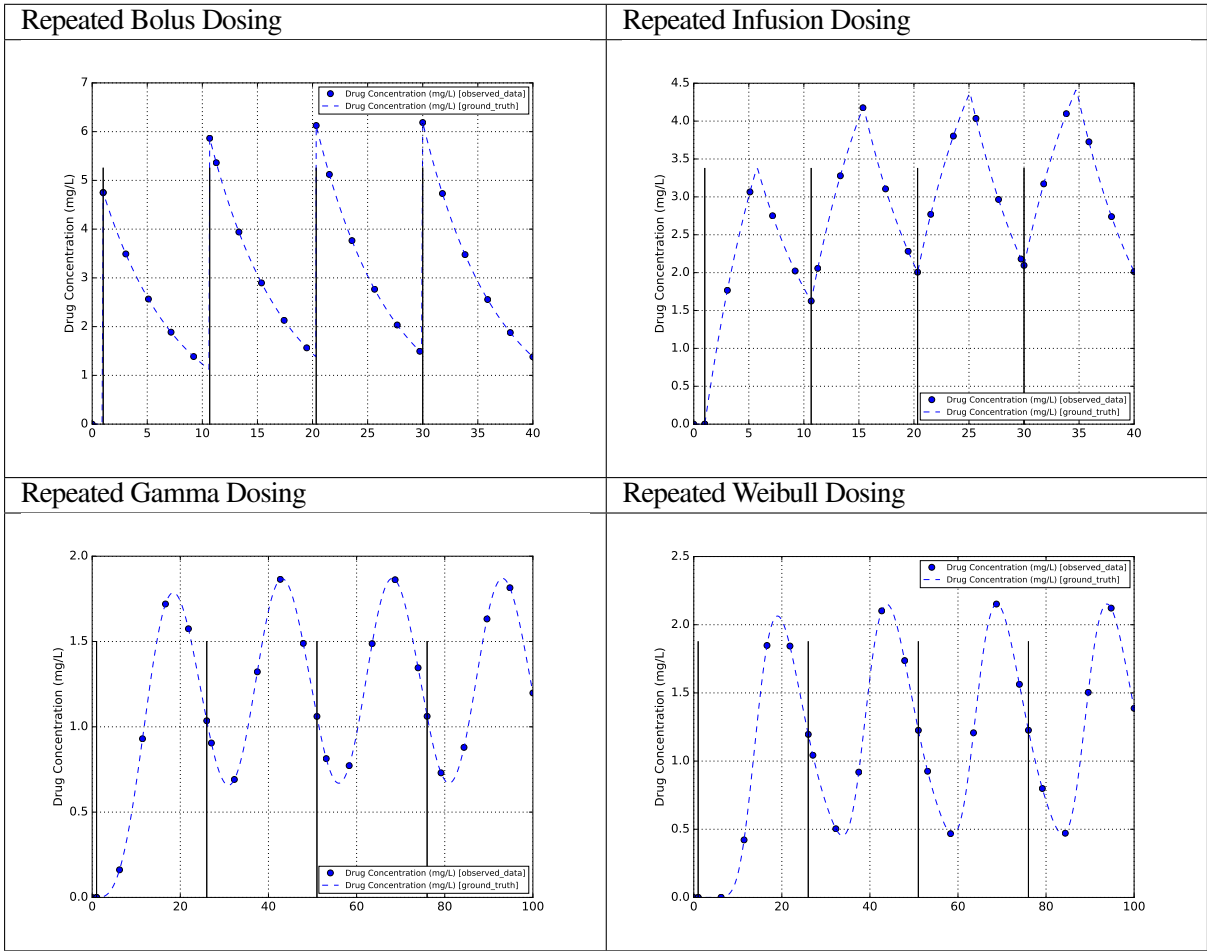 Repeated Bolus Dosing
Drug Concentration (mg/L)
7
6
5
4
3
2
1
0
Drug Concentration (mg/L) [observed_data]
Drug Concentration (mg/L) [ground_truth]
0 5 10 15 20 25 30 35 40
Repeated Infusion Dosing
Drug Concentration (mg/L)
4.5
4.0
3.5
3.0
2.5
2.0
1.5
1.0
0.5
0.0
Drug Concentration (mg/L) [observed_data]
Drug Concentration (mg/L) [ground_truth]
0 5 10 15 20 25 30 35 40
Repeated Gamma Dosing
Drug Concentration (mg/L)
2.0
1.5
1.0
0.5
0.0
Drug Concentration (mg/L) [observed_data]
Drug Concentration (mg/L) [ground_truth]
0 20 40 60 80 100
Repeated Weibull Dosing
Drug Concentration (mg/L)
2.5
2.0
1.5
1.0
0.5
0.0
Drug Concentration (mg/L) [observed_data]
Drug Concentration (mg/L) [ground_truth]
0 20 40 60 80 100